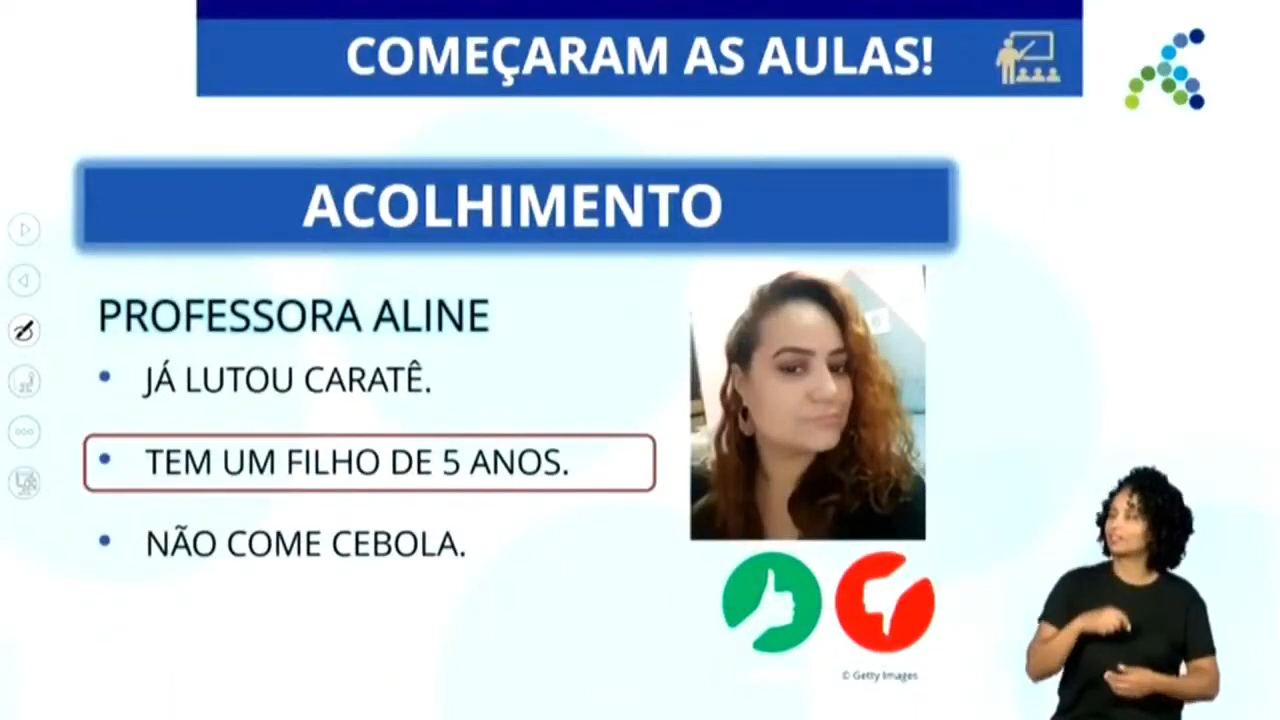 COMEÇARAM AS AULAS!
ACOLHIMENTO
PROFESSORA ALINE
• JÁ LUTOU CARATÊ.
• TEM UM FILHO DE 5 ANOS.
• NÃO COME CEBOLA.
© Getty Images